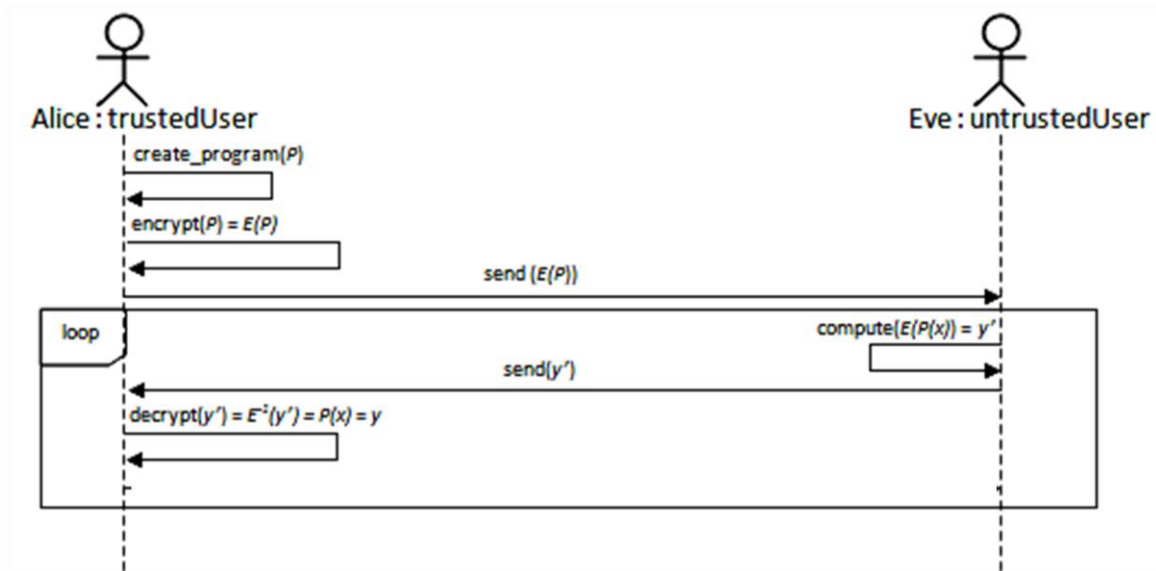 Alice : trustedUser
Eve : untrustedUser
create_program(P)
encrypt(P) = E(P)
send (E(P))
loop
compute(E(P(x)) = y'
send(y')
decrypt(y') = E⁻¹(y') = P(x) = y